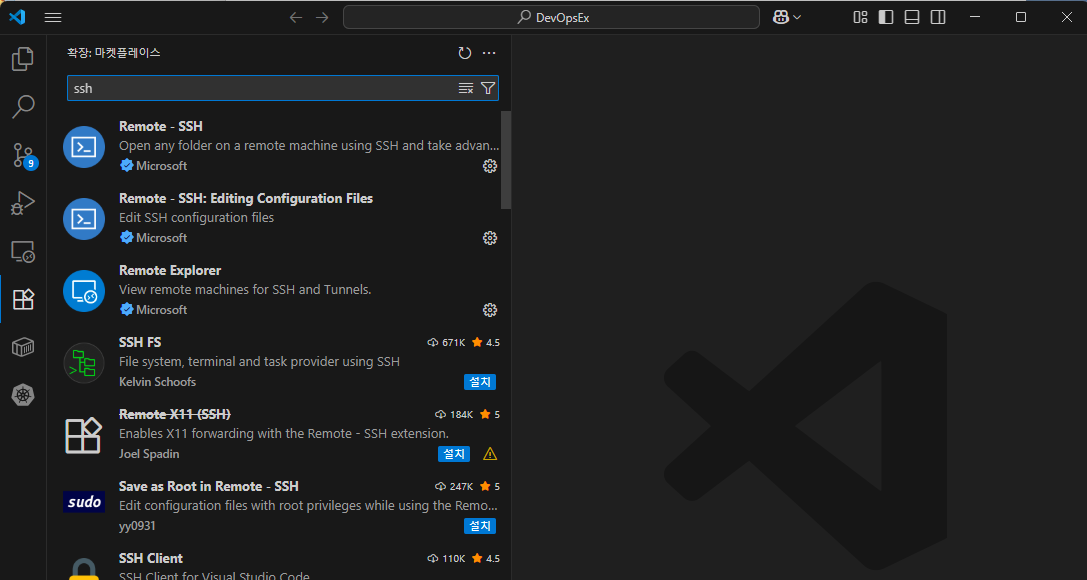 DevOpsEx
확장: 마켓플레이스
ssh
9
Remote - SSH
Open any folder on a remote machine using SSH and take advan...
Microsoft
Remote - SSH: Editing Configuration Files
Edit SSH configuration files
Microsoft
Remote Explorer
View remote machines for SSH and Tunnels.
Microsoft
SSH FS 671K 4.5
File system, terminal and task provider using SSH
Kelvin Schoofs 설치
Remote X11 (SSH) 184K 5
Enables X11 forwarding with the Remote - SSH extension.
Joel Spadin 설치
Save as Root in Remote - SSH 247K 5
sudo
Edit configuration files with root privileges while using the Remo...
yy0931 설치
SSH Client 110K 4.5
SSH Client for Visual Studio Code